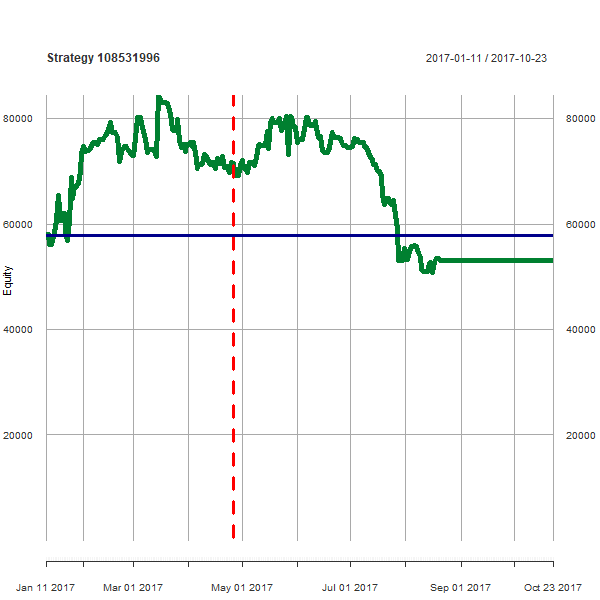 Strategy 108531996
2017-01-11 / 2017-10-23
80000
80000
60000
60000
Equity
40000
40000
20000
20000
Jan 11 2017
Mar 01 2017
May 01 2017
Jul 01 2017
Sep 01 2017
Oct 23 2017